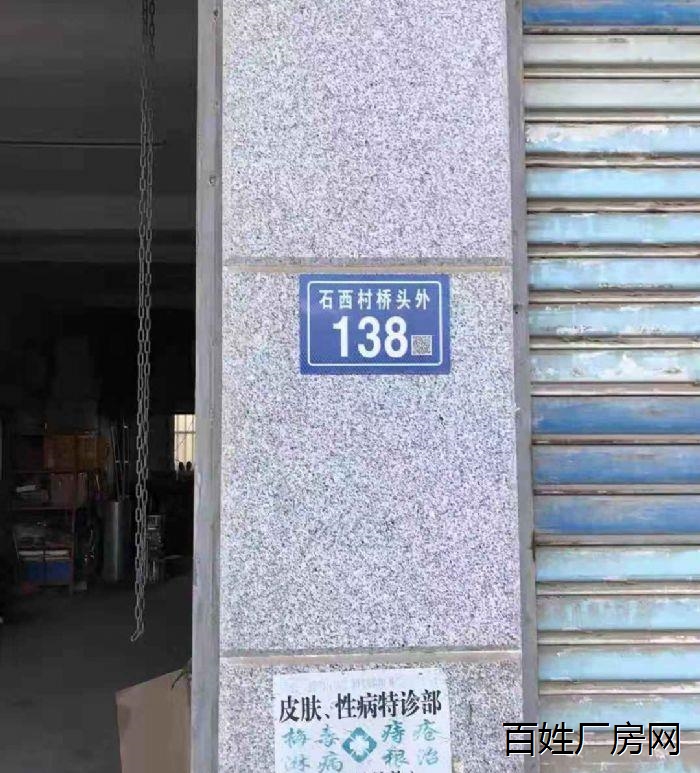 石西村桥头外
138
皮肤、性病特诊部
梅毒 痔疮
淋病 根治
百姓厂房网